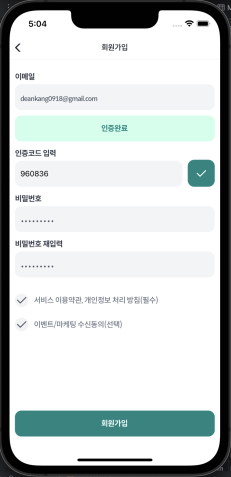 5:04
회원가입
이메일
deankang0918@gmail.com
인증완료
인증코드 입력
960836
비밀번호
비밀번호 재입력
서비스 이용약관, 개인정보 처리 방침(필수)
이벤트/마케팅 수신동의(선택)
회원가입